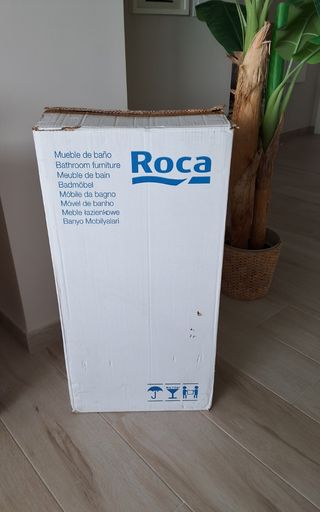 Mueble de baño
Bathroom furniture
Meuble de bain
Badmöbel
Mobile da bagno
Móvel de banho
Meble łazienkowe
Banyo Mobilyaları
Roca